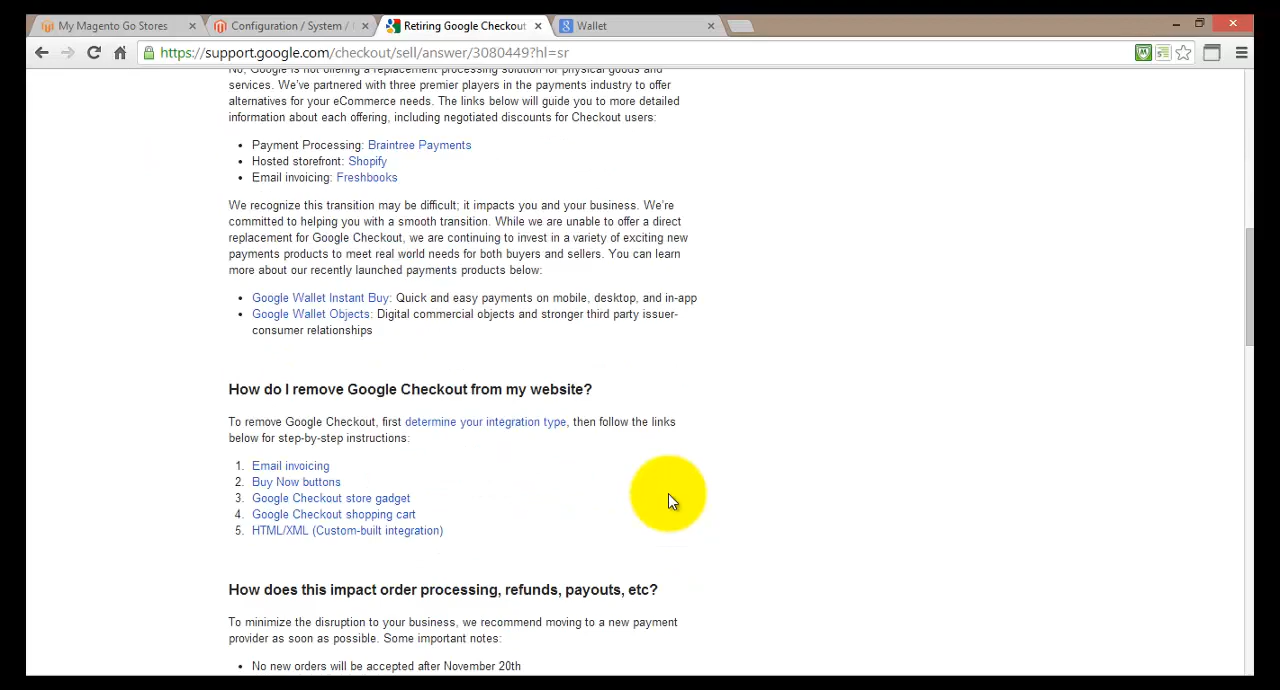 My Magento Go Stores
Configuration / System /
Retiring Google Checkout
Wallet
https://support.google.com/checkout/sell/answer/3080449?hl=sr
No, Google is not offering a replacement processing solution for physical goods and
services. We've partnered with three premier players in the payments industry to offer
alternatives for your eCommerce needs. The links below will guide you to more detailed
information about each offering, including negotiated discounts for Checkout users:
• Payment Processing: Braintree Payments
• Hosted storefront: Shopify
• Email invoicing: Freshbooks
We recognize this transition may be difficult; it impacts you and your business. We're
committed to helping you with a smooth transition. While we are unable to offer a direct
replacement for Google Checkout, we are continuing to invest in a variety of exciting new
payments products to meet real world needs for both buyers and sellers. You can learn
more about our recently launched payments products below:
• Google Wallet Instant Buy: Quick and easy payments on mobile, desktop, and in-app
• Google Wallet Objects: Digital commercial objects and stronger third party issuer-
consumer relationships
How do I remove Google Checkout from my website?
To remove Google Checkout, first determine your integration type, then follow the links
below for step-by-step instructions:
1. Email invoicing
2. Buy Now buttons
3. Google Checkout store gadget
4. Google Checkout shopping cart
5. HTML/XML (Custom-built integration)
How does this impact order processing, refunds, payouts, etc?
To minimize the disruption to your business, we recommend moving to a new payment
provider as soon as possible. Some important notes:
• No new orders will be accepted after November 20th